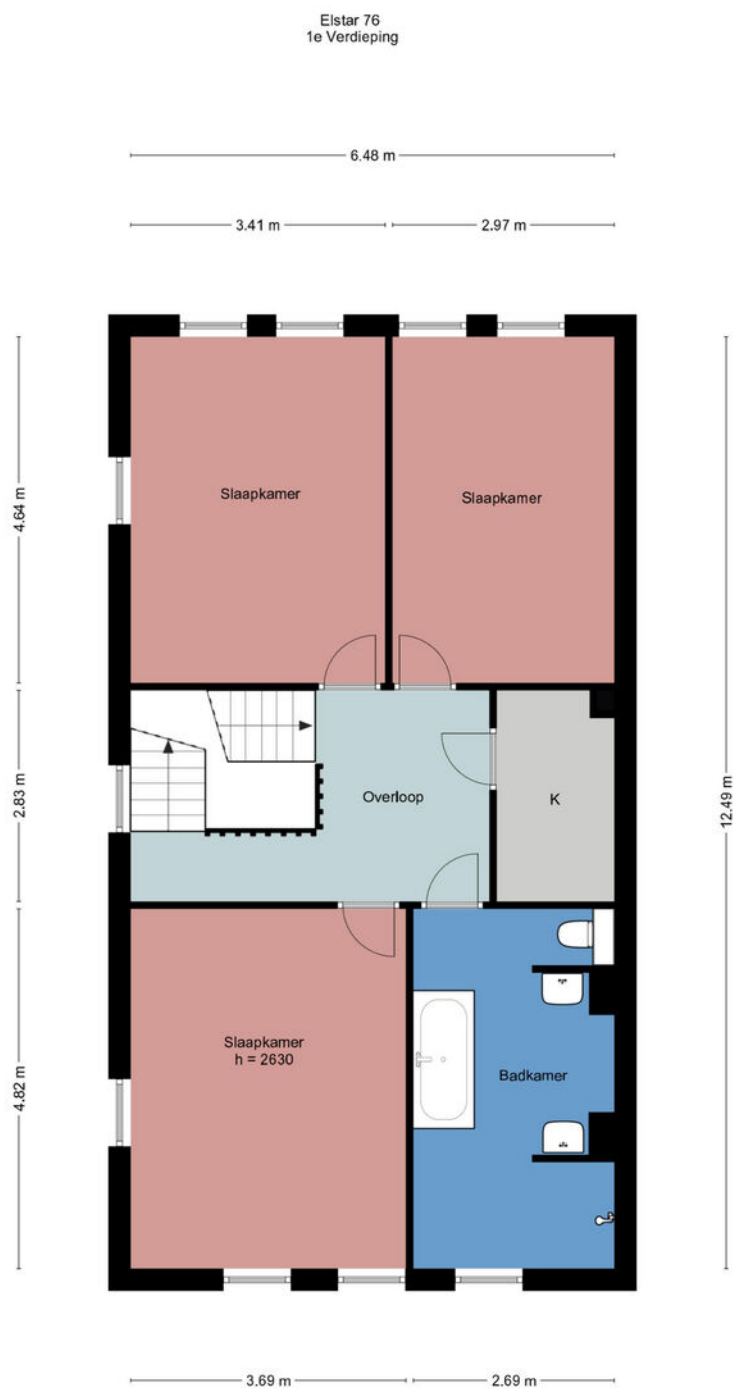 Elstar 76
1e Verdieping
6.48 m
3.41 m
2.97 m
4.64 m
Slaapkamer
Slaapkamer
2.83 m
Overloop
K
12.49 m
4.82 m
Slaapkamer
h = 2630
Badkamer
3.69 m
2.69 m